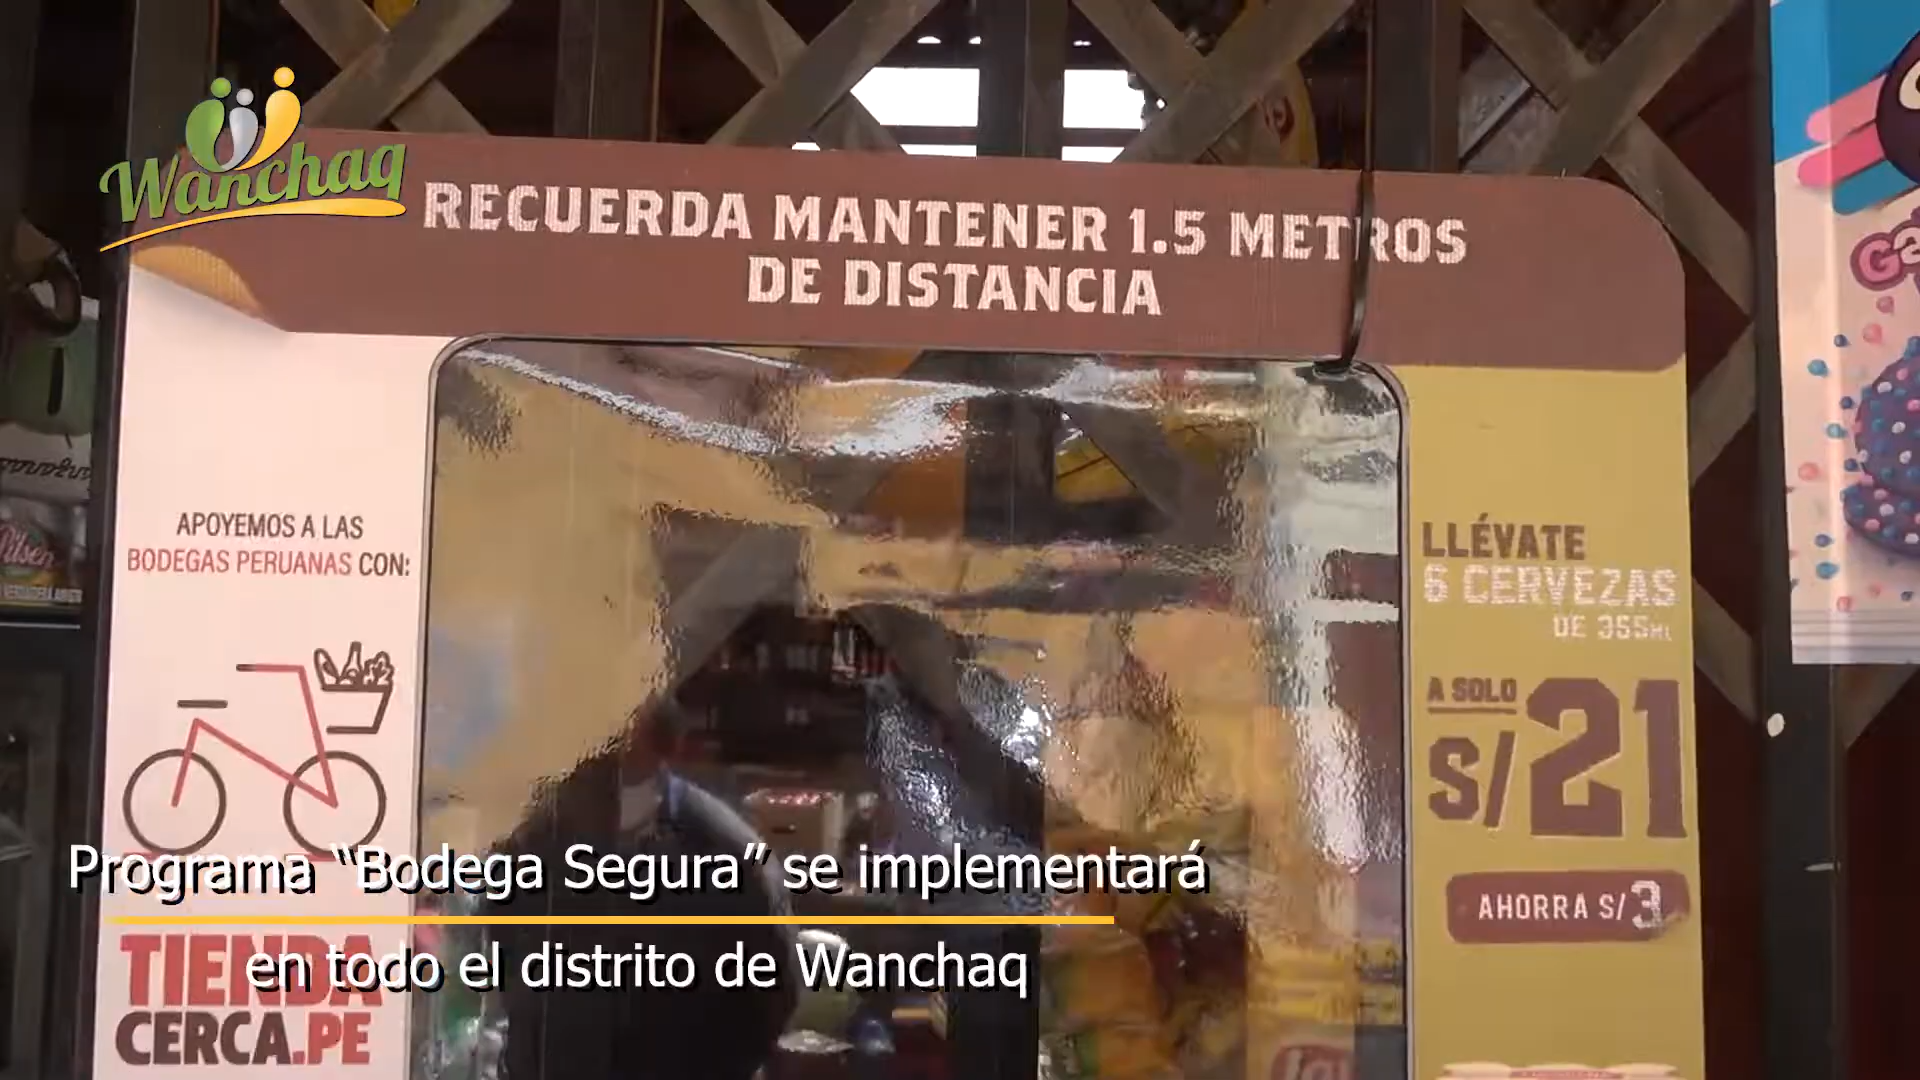 Wanchaq
RECUERDA MANTENER 1.5 METROS
DE DISTANCIA
APOYEMOS A LAS
BODEGAS PERUANAS CON:
LLÉVATE
6 CERVEZAS
DE 355ML
A SOLO
S/21
AHORRA S/3
TIENDA
CERCA.PE
Pilsen
Programa “Bodega Segura” se implementará
en todo el distrito de Wanchaq